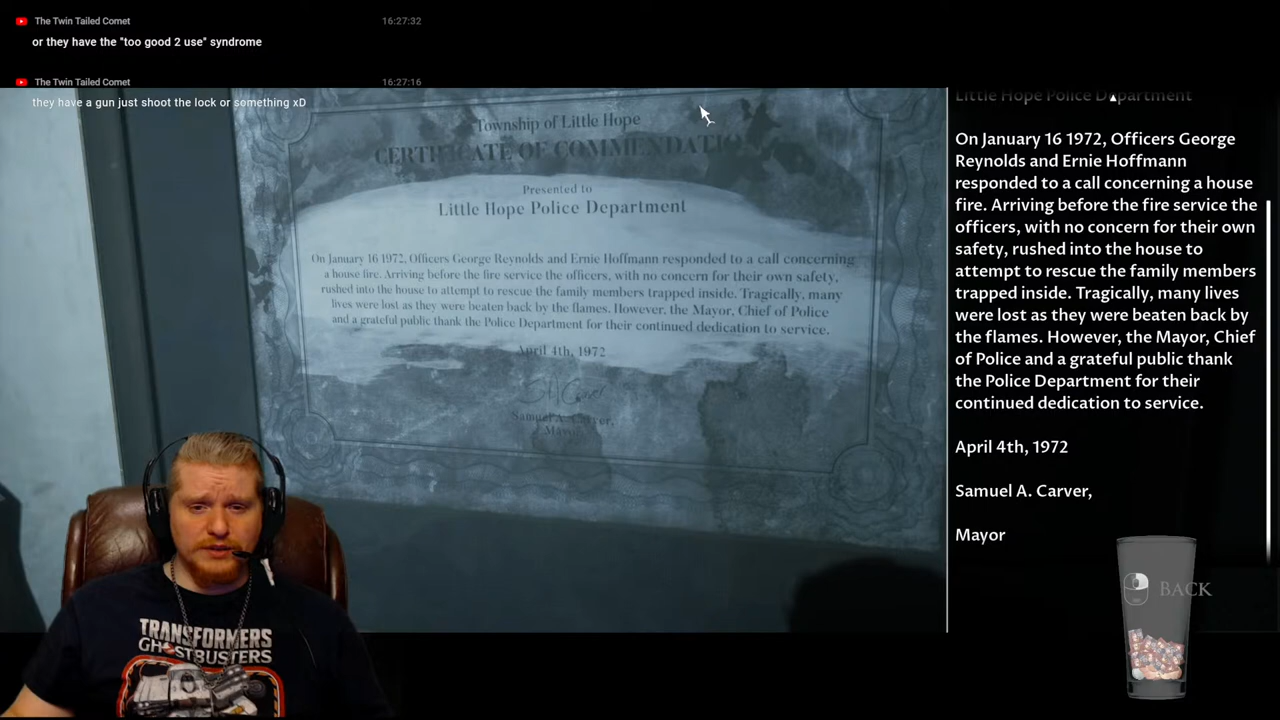 The Twin Tailed Comet 16:27:32
or they have the "too good 2 use" syndrome
The Twin Tailed Comet 16:27:16
they have a gun just shoot the lock or something xD
Township of Little Hope
CERTIFICATE OF COMMENDATIO
Presented to
Little Hope Police Department
On January 16 1972, Officers George Reynolds and Ernie Hoffmann responded to a call concerning
a house fire. Arriving before the fire service the officers, with no concern for their own safety,
rushed into the house to attempt to rescue the family members trapped inside. Tragically, many
lives were lost as they were beaten back by the flames. However, the Mayor, Chief of Police
and a grateful public thank the Police Department for their continued dedication to service.
April 4th, 1972
Samuel A. Carver,
Mayor
Little Hope Police Department
On January 16 1972, Officers George
Reynolds and Ernie Hoffmann
responded to a call concerning a house
fire. Arriving before the fire service the
officers, with no concern for their own
safety, rushed into the house to
attempt to rescue the family members
trapped inside. Tragically, many lives
were lost as they were beaten back by
the flames. However, the Mayor, Chief
of Police and a grateful public thank
the Police Department for their
continued dedication to service.
April 4th, 1972
Samuel A. Carver,
Mayor
BACK
TRANSFORMERS
GHOSTBUSTERS